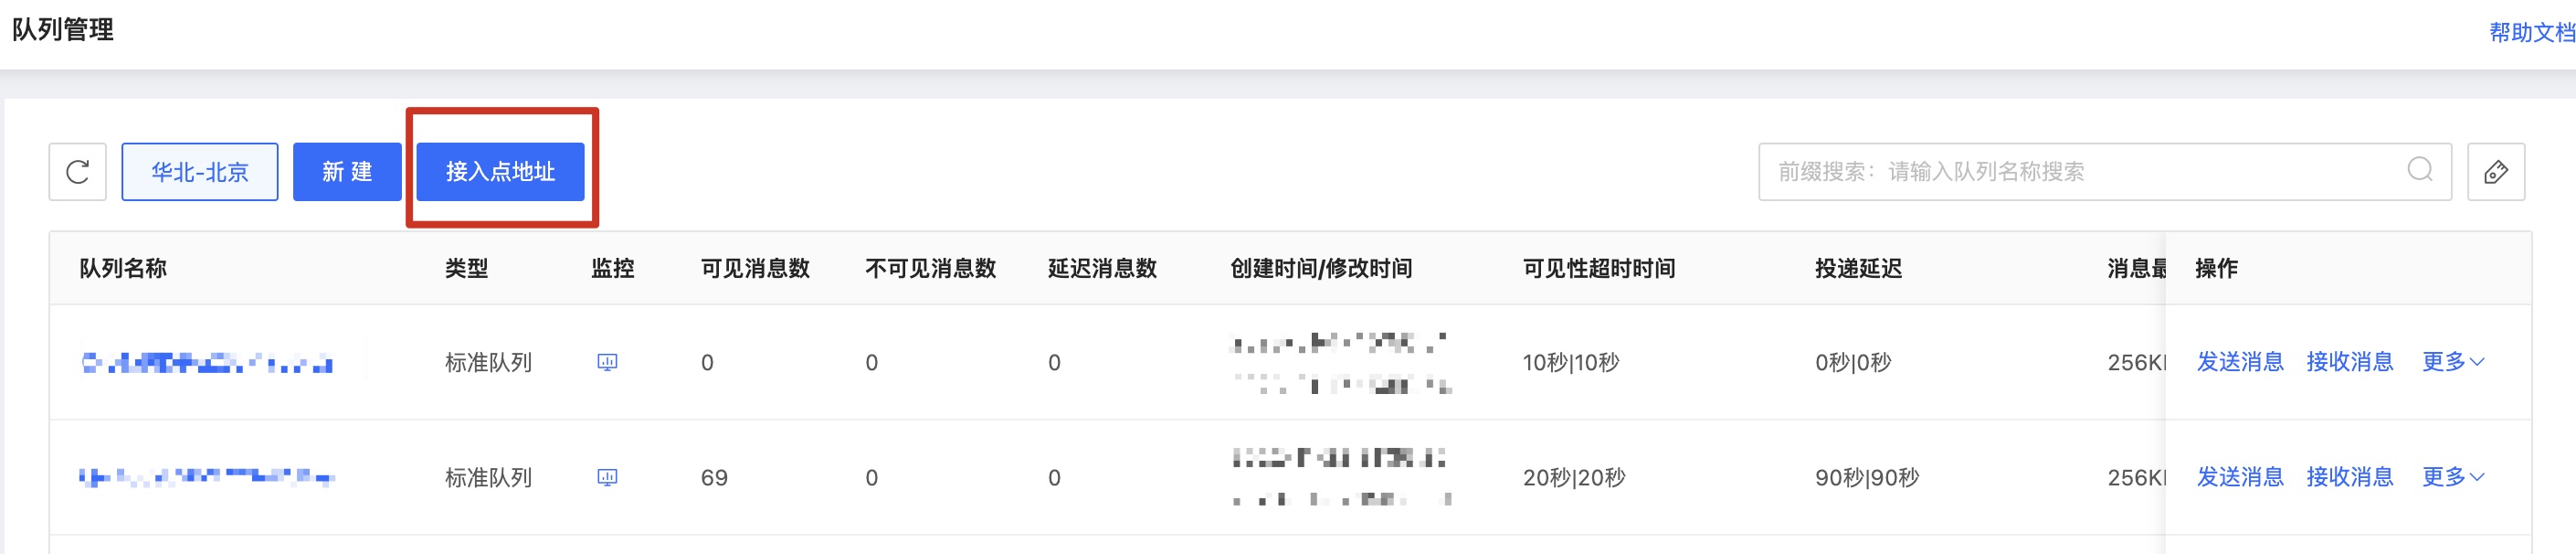 队列管理
帮助文档
华北-北京 新 建 接入点地址 前缀搜索：请输入队列名称搜索
队列名称 类型 监控 可见消息数 不可见消息数 延迟消息数 创建时间/修改时间 可见性超时时间 投递延迟 消息最 操作
标准队列 0 0 0 10秒|10秒 0秒|0秒 256K 发送消息 接收消息 更多
标准队列 69 0 0 20秒|20秒 90秒|90秒 256K 发送消息 接收消息 更多